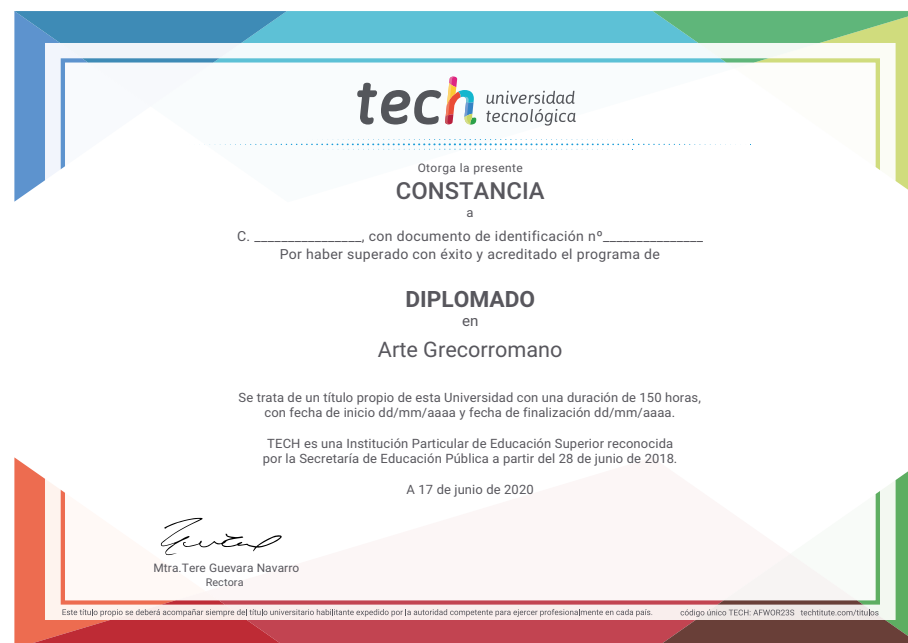 tech universidad
tecnológica
Otorga la presente
CONSTANCIA
a
C. ________________, con documento de identificación nº_______________
Por haber superado con éxito y acreditado el programa de
DIPLOMADO
en
Arte Grecorromano
Se trata de un título propio de esta Universidad con una duración de 150 horas,
con fecha de inicio dd/mm/aaaa y fecha de finalización dd/mm/aaaa.
TECH es una Institución Particular de Educación Superior reconocida
por la Secretaría de Educación Pública a partir del 28 de junio de 2018.
A 17 de junio de 2020
Mtra.Tere Guevara Navarro
Rectora
Este título propio se deberá acompañar siempre del título universitario habilitante expedido por la autoridad competente para ejercer profesionalmente en cada país. código único TECH: AFWOR23S techtitute.com/titulos